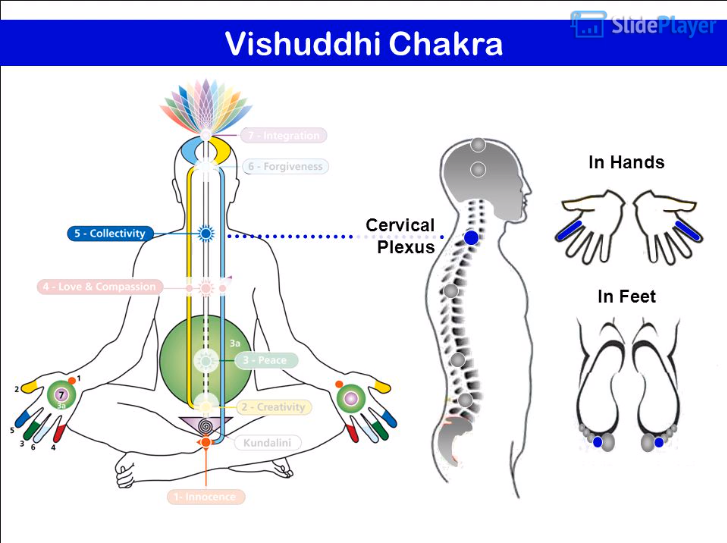 SlidePlayer
Vishuddhi Chakra
7 - Integration
6 - Forgiveness
5 - Collectivity
4 - Love & Compassion
3a
3 - Peace
2 - Creativity
Kundalini
1- Innocence
1
2
7
3a
5
3
6
4
Cervical
Plexus
In Hands
In Feet